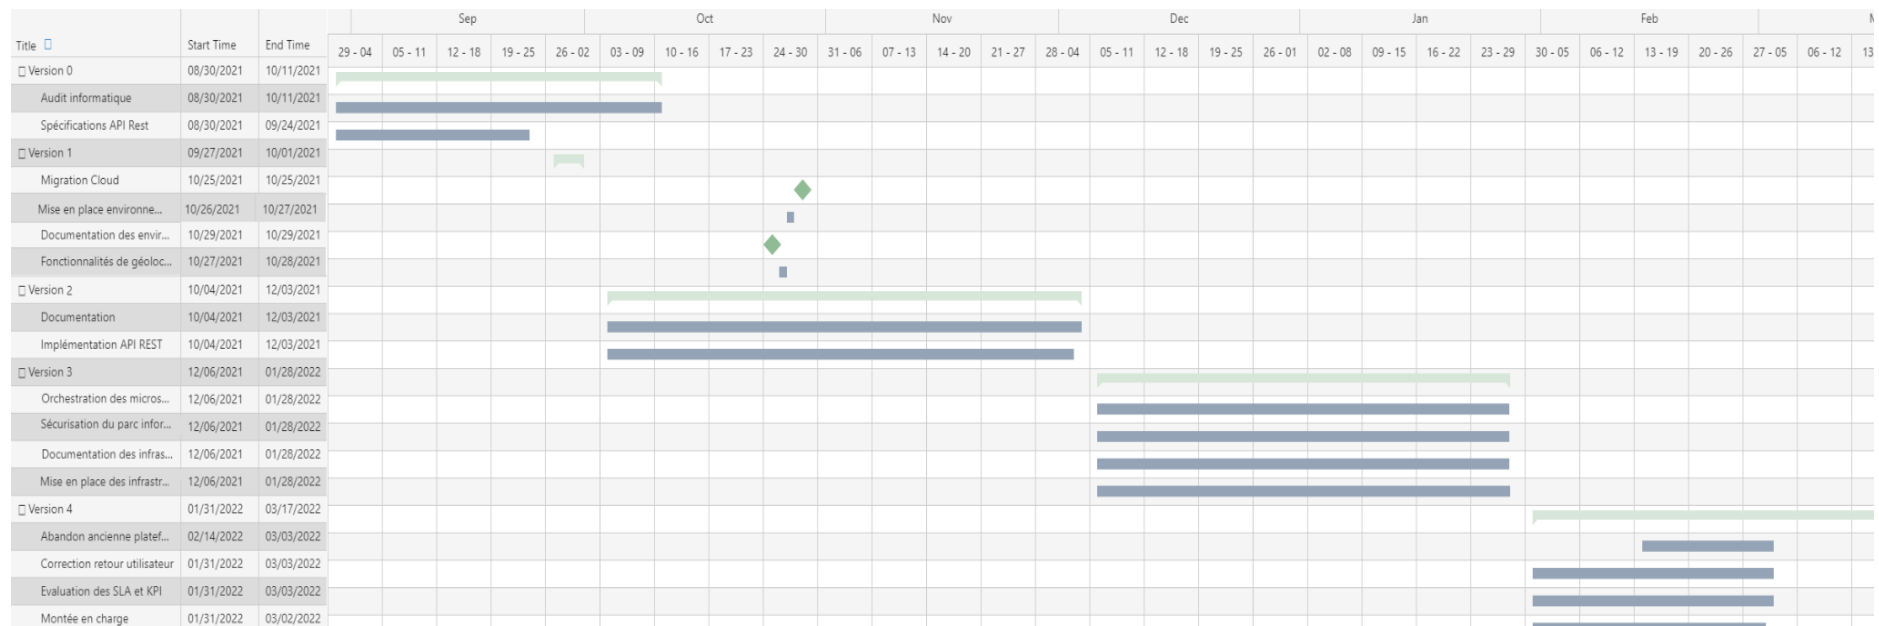 Sep Oct Nov Dec Jan Feb
Title Start Time End Time 29 - 04 05 - 11 12 - 18 19 - 25 26 - 02 03 - 09 10 - 16 17 - 23 24 - 30 31 - 06 07 - 13 14 - 20 21 - 27 28 - 04 05 - 11 12 - 18 19 - 25 26 - 01 02 - 08 09 - 15 16 - 22 23 - 29 30 - 05 06 - 12 13 - 19 20 - 26 27 - 05 06 - 12 13
Version 0 08/30/2021 10/11/2021
Audit informatique 08/30/2021 10/11/2021
Spécifications API Rest 08/30/2021 09/24/2021
Version 1 09/27/2021 10/01/2021
Migration Cloud 10/25/2021 10/25/2021
Mise en place environne... 10/26/2021 10/27/2021
Documentation des envir... 10/29/2021 10/29/2021
Fonctionnalités de géoloc... 10/27/2021 10/28/2021
Version 2 10/04/2021 12/03/2021
Documentation 10/04/2021 12/03/2021
Implémentation API REST 10/04/2021 12/03/2021
Version 3 12/06/2021 01/28/2022
Orchestration des micros... 12/06/2021 01/28/2022
Sécurisation du parc infor... 12/06/2021 01/28/2022
Documentation des infras... 12/06/2021 01/28/2022
Mise en place des infrastr... 12/06/2021 01/28/2022
Version 4 01/31/2022 03/17/2022
Abandon ancienne platef... 02/14/2022 03/03/2022
Correction retour utilisateur 01/31/2022 03/03/2022
Evaluation des SLA et KPI 01/31/2022 03/03/2022
Montée en charge 01/31/2022 03/02/2022